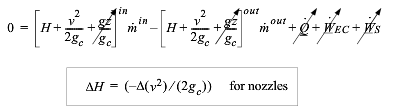 0 = [H + v²/2g_c + gz/g_c]^in ṁ^in – [H + v²/2g_c + gz/g_c]^out ṁ^out + Q̇ + Ẇ_EC + Ẇ_S
ΔH = (–Δ(v²)/(2g_c)) for nozzles